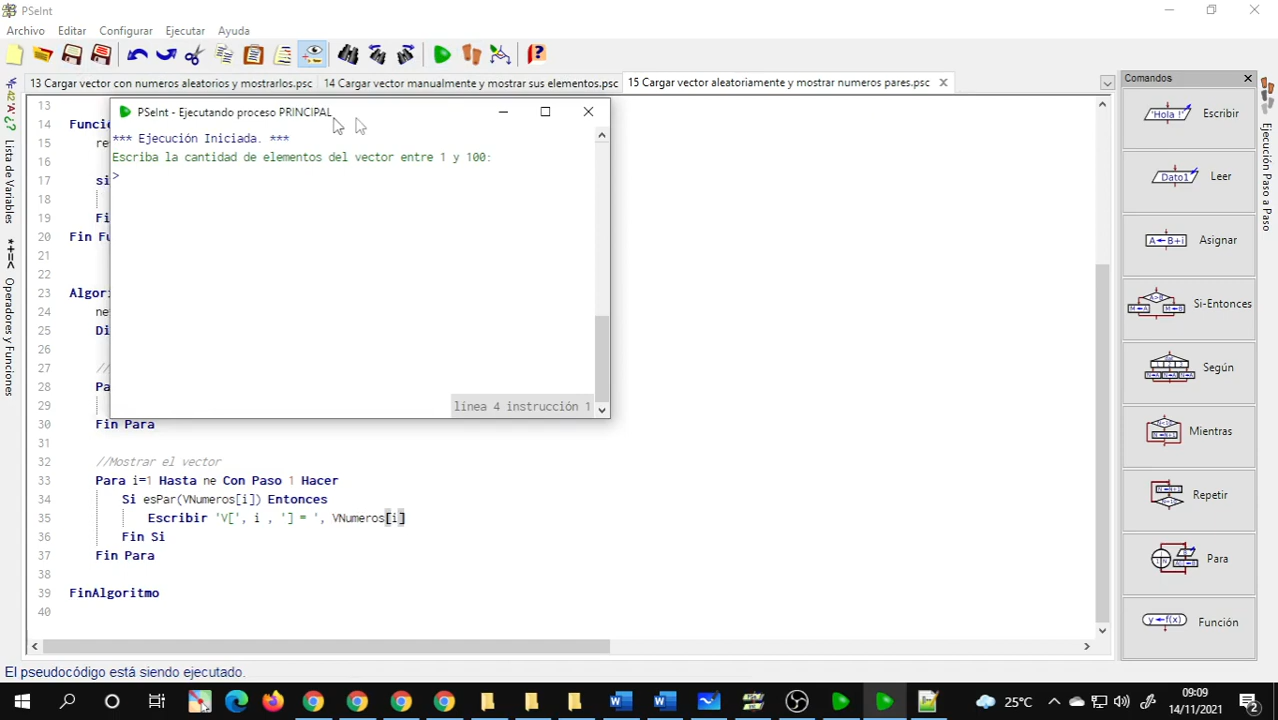 PSeInt
Archivo Editar Configurar Ejecutar Ayuda
13 Cargar vector con numeros aleatorios y mostrarlos.psc 14 Cargar vector manualmente y mostrar sus elementos.psc 15 Cargar vector aleatoriamente y mostrar numeros pares.psc
Lista de Variables
*+=< Operadores y Funciones
13
14 Funció
15 re
16
17 si
18
19 Fi
20 Fin Fu
21
22
23 Algori
24 ne
25 Di
26
27 //
28 Pa
29
30 Fin Para
31
32 //Mostrar el vector
33 Para i=1 Hasta ne Con Paso 1 Hacer
34 Si esPar(VNumeros[i]) Entonces
35 Escribir 'V[', i , '] = ', VNumeros[i]
36 Fin Si
37 Fin Para
38
39 FinAlgoritmo
40
PSeInt - Ejecutando proceso PRINCIPAL
*** Ejecución Iniciada. ***
Escriba la cantidad de elementos del vector entre 1 y 100:
>
línea 4 instrucción 1
Comandos
'Hola !' Escribir
Dato1 Leer
A←B+i Asignar
Si-Entonces
Según
Mientras
Repetir
Para
y←f(x) Función
Ejecución Paso a Paso
El pseudocódigo está siendo ejecutado.
25°C
09:09
14/11/2021
2